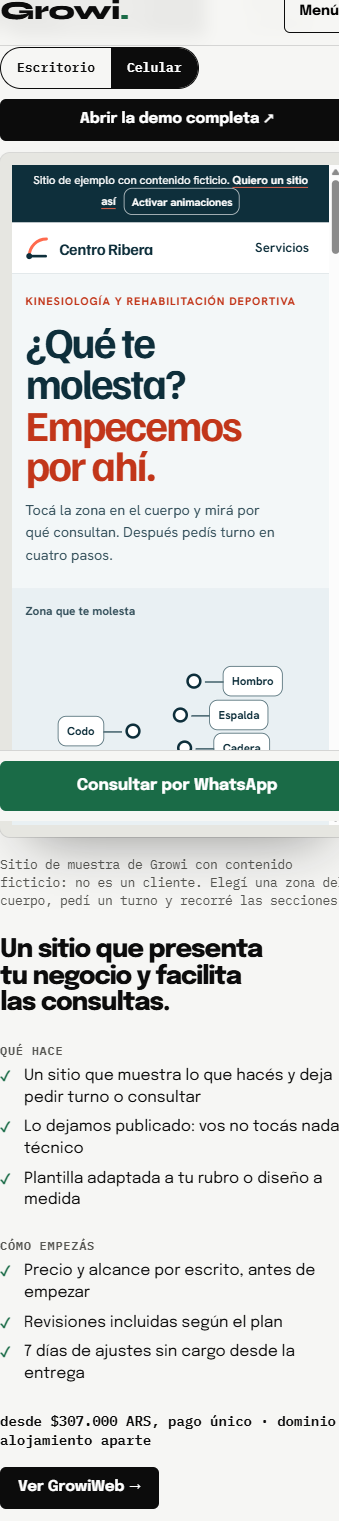 Growi.
Menú
Escritorio
Celular
Abrir la demo completa ↗
Sitio de ejemplo con contenido ficticio. Quiero un sitio
así
Activar animaciones
Centro Ribera
Servicios
KINESIOLOGÍA Y REHABILITACIÓN DEPORTIVA
¿Qué te
molesta?
Empecemos
por ahí.
Tocá la zona en el cuerpo y mirá por
qué consultan. Después pedís turno en
cuatro pasos.
Zona que te molesta
Hombro
Espalda
Codo
Cadera
Consultar por WhatsApp
Sitio de muestra de Growi con contenido
ficticio: no es un cliente. Elegí una zona del
cuerpo, pedí un turno y recorré las secciones
Un sitio que presenta
tu negocio y facilita
las consultas.
QUÉ HACE
✓ Un sitio que muestra lo que hacés y deja
pedir turno o consultar
✓ Lo dejamos publicado: vos no tocás nada
técnico
✓ Plantilla adaptada a tu rubro o diseño a
medida
CÓMO EMPEZÁS
✓ Precio y alcance por escrito, antes de
empezar
✓ Revisiones incluidas según el plan
✓ 7 días de ajustes sin cargo desde la
entrega
desde $307.000 ARS, pago único · dominio
alojamiento aparte
Ver GrowiWeb →